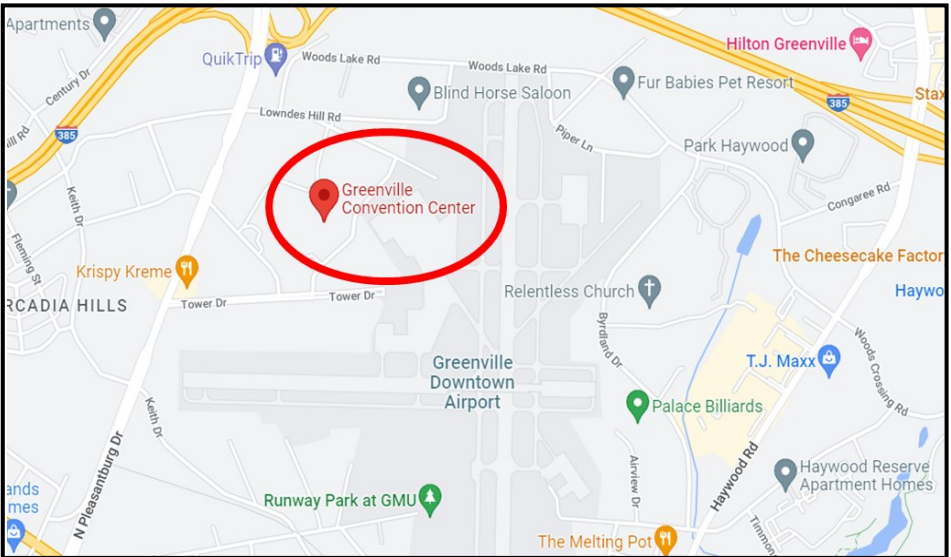 Apartments
QuikTrip
Woods Lake Rd
Woods Lake Rd
Hilton Greenville
Century Dr
Blind Horse Saloon
Fur Babies Pet Resort
385
Stax
Lowndes Hill Rd
385
Piper Ln
Park Haywood
Keith Dr
Greenville
Convention Center
Congaree Rd
Fleming St
Krispy Kreme
The Cheesecake Factor
RCADIA HILLS
Tower Dr
Tower Dr
Relentless Church
Haywo
Byrdland Dr
Woods Crossing Rd
Greenville
Downtown
Airport
T.J. Maxx
Keith Dr
Palace Billiards
N Pleasantburg Dr
Airview Dr
Haywood Rd
Haywood Reserve
Apartment Homes
ands
mes
Runway Park at GMU
Timmon
The Melting Pot